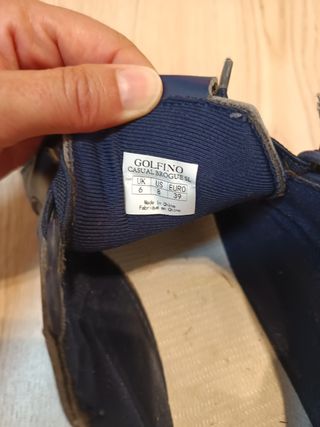 GOLFINO
CASUAL BROGUE SL
UK US EURO
6 8 39
Made in China
Fabriqué en Chine